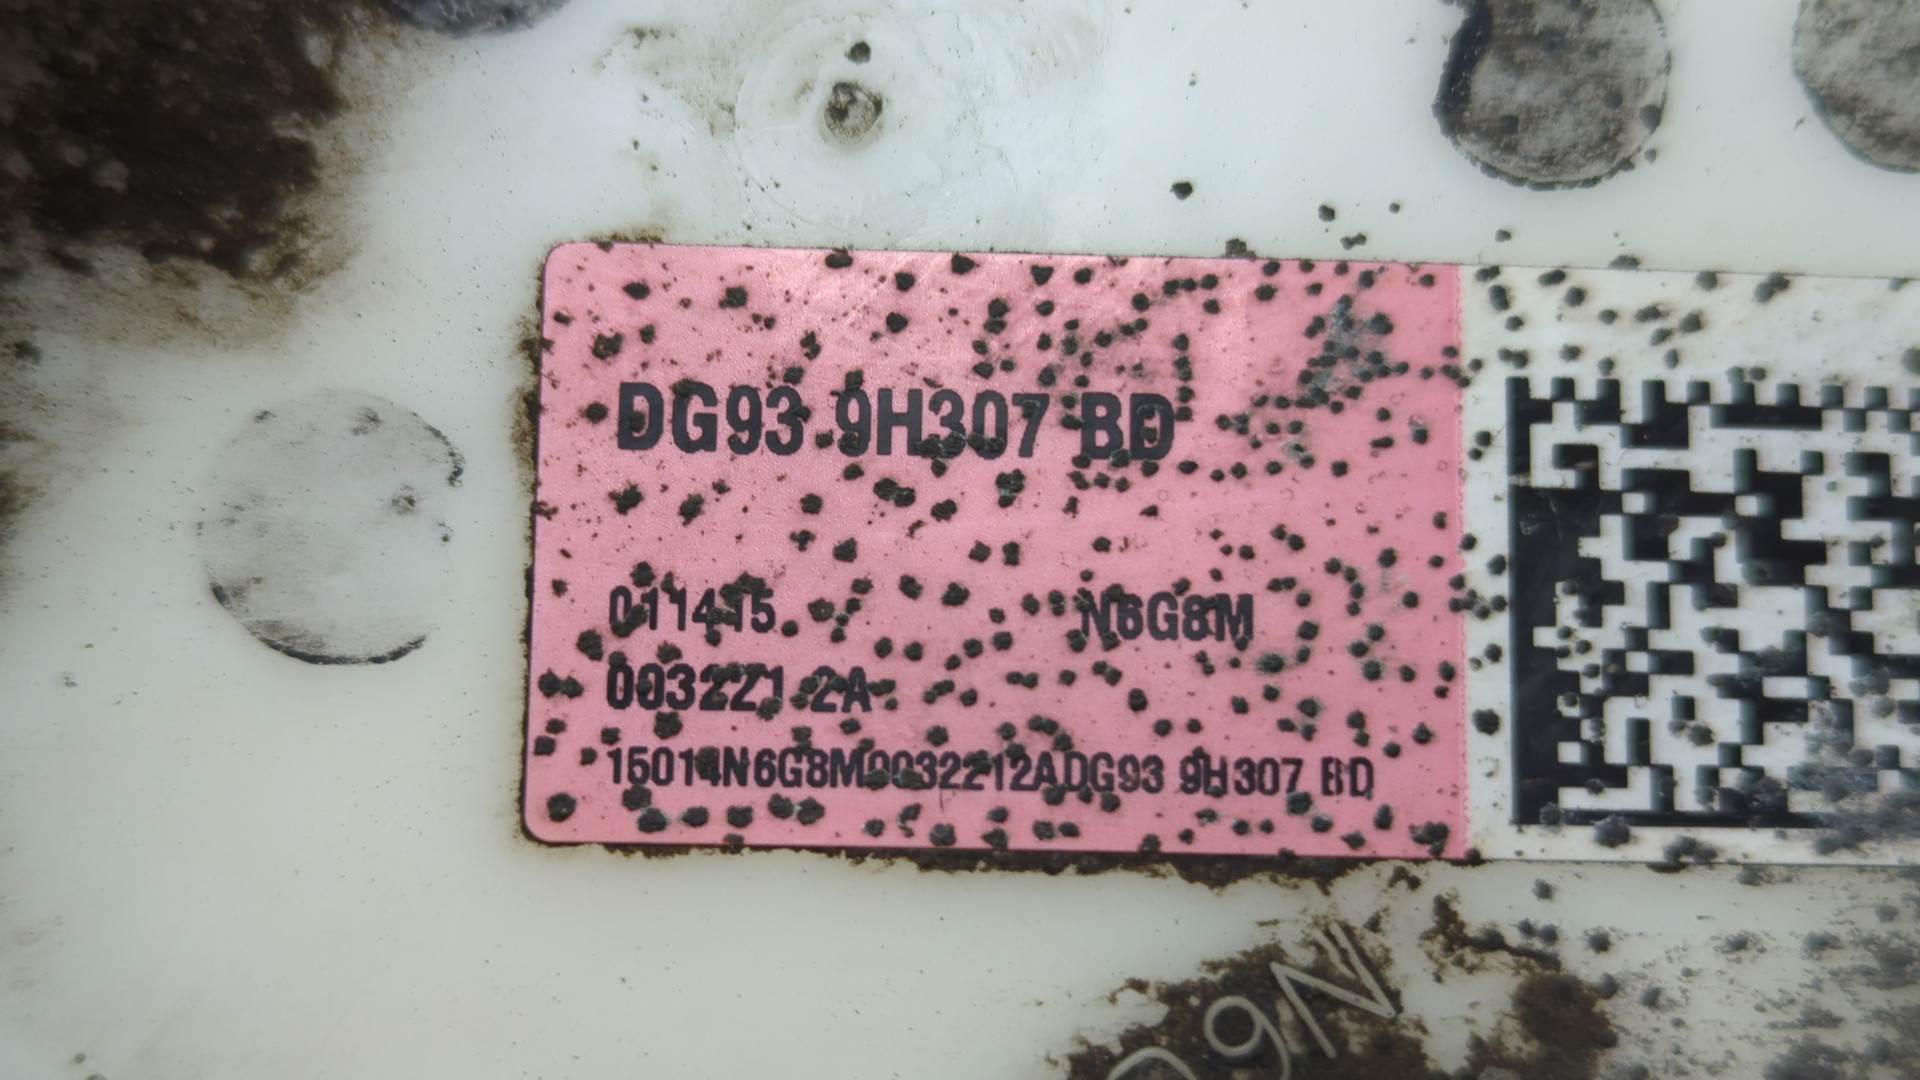 DG93 9H307 BD
011415 N6G8M
003221 2A
15014N6G8M0032212ADG93 9H307 BD